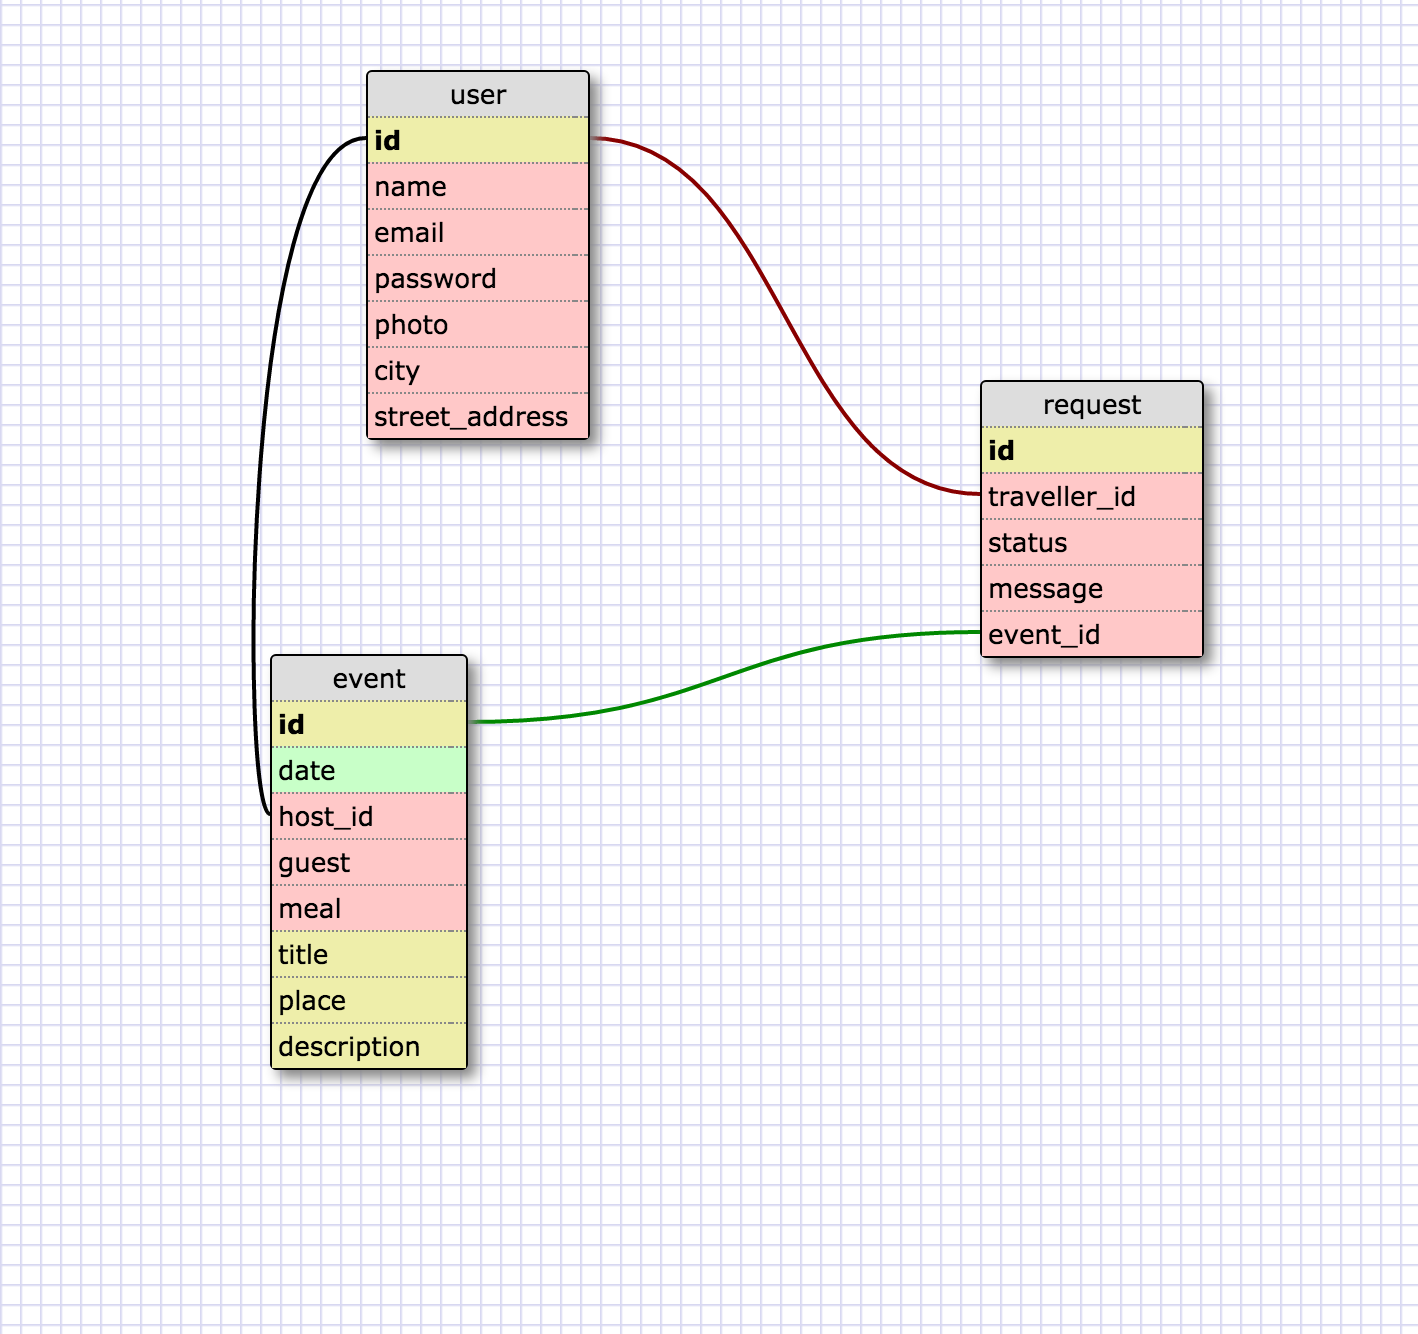 user
id
name
email
password
photo
city
street_address
request
id
traveller_id
status
message
event_id
event
id
date
host_id
guest
meal
title
place
description